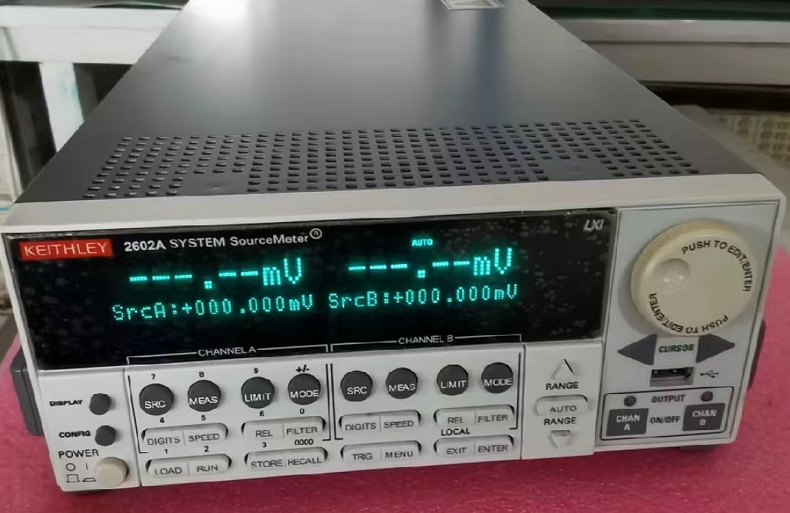 KEITHLEY 2602A SYSTEM SourceMeter®
LXI
AUTO
---.--mV ---.--mV
SrcA:+000.000mV SrcB:+000.000mV
CHANNEL A CHANNEL B
7 8 9 +/-
SRC MEAS LIMIT MODE SRC MEAS LIMIT MODE
4 5 6 0
DIGITS SPEED REL FILTER DIGITS SPEED REL FILTER
1 2 3 0000 LOCAL
LOAD RUN STORE RECALL TRIG MENU EXIT ENTER
DISPLAY
CONFIG
POWER
O I
RANGE
AUTO
RANGE
PUSH TO EDIT/ENTER
PUSH TO EDIT/ENTER
CURSOR
OUTPUT
CHAN A ON/OFF CHAN B